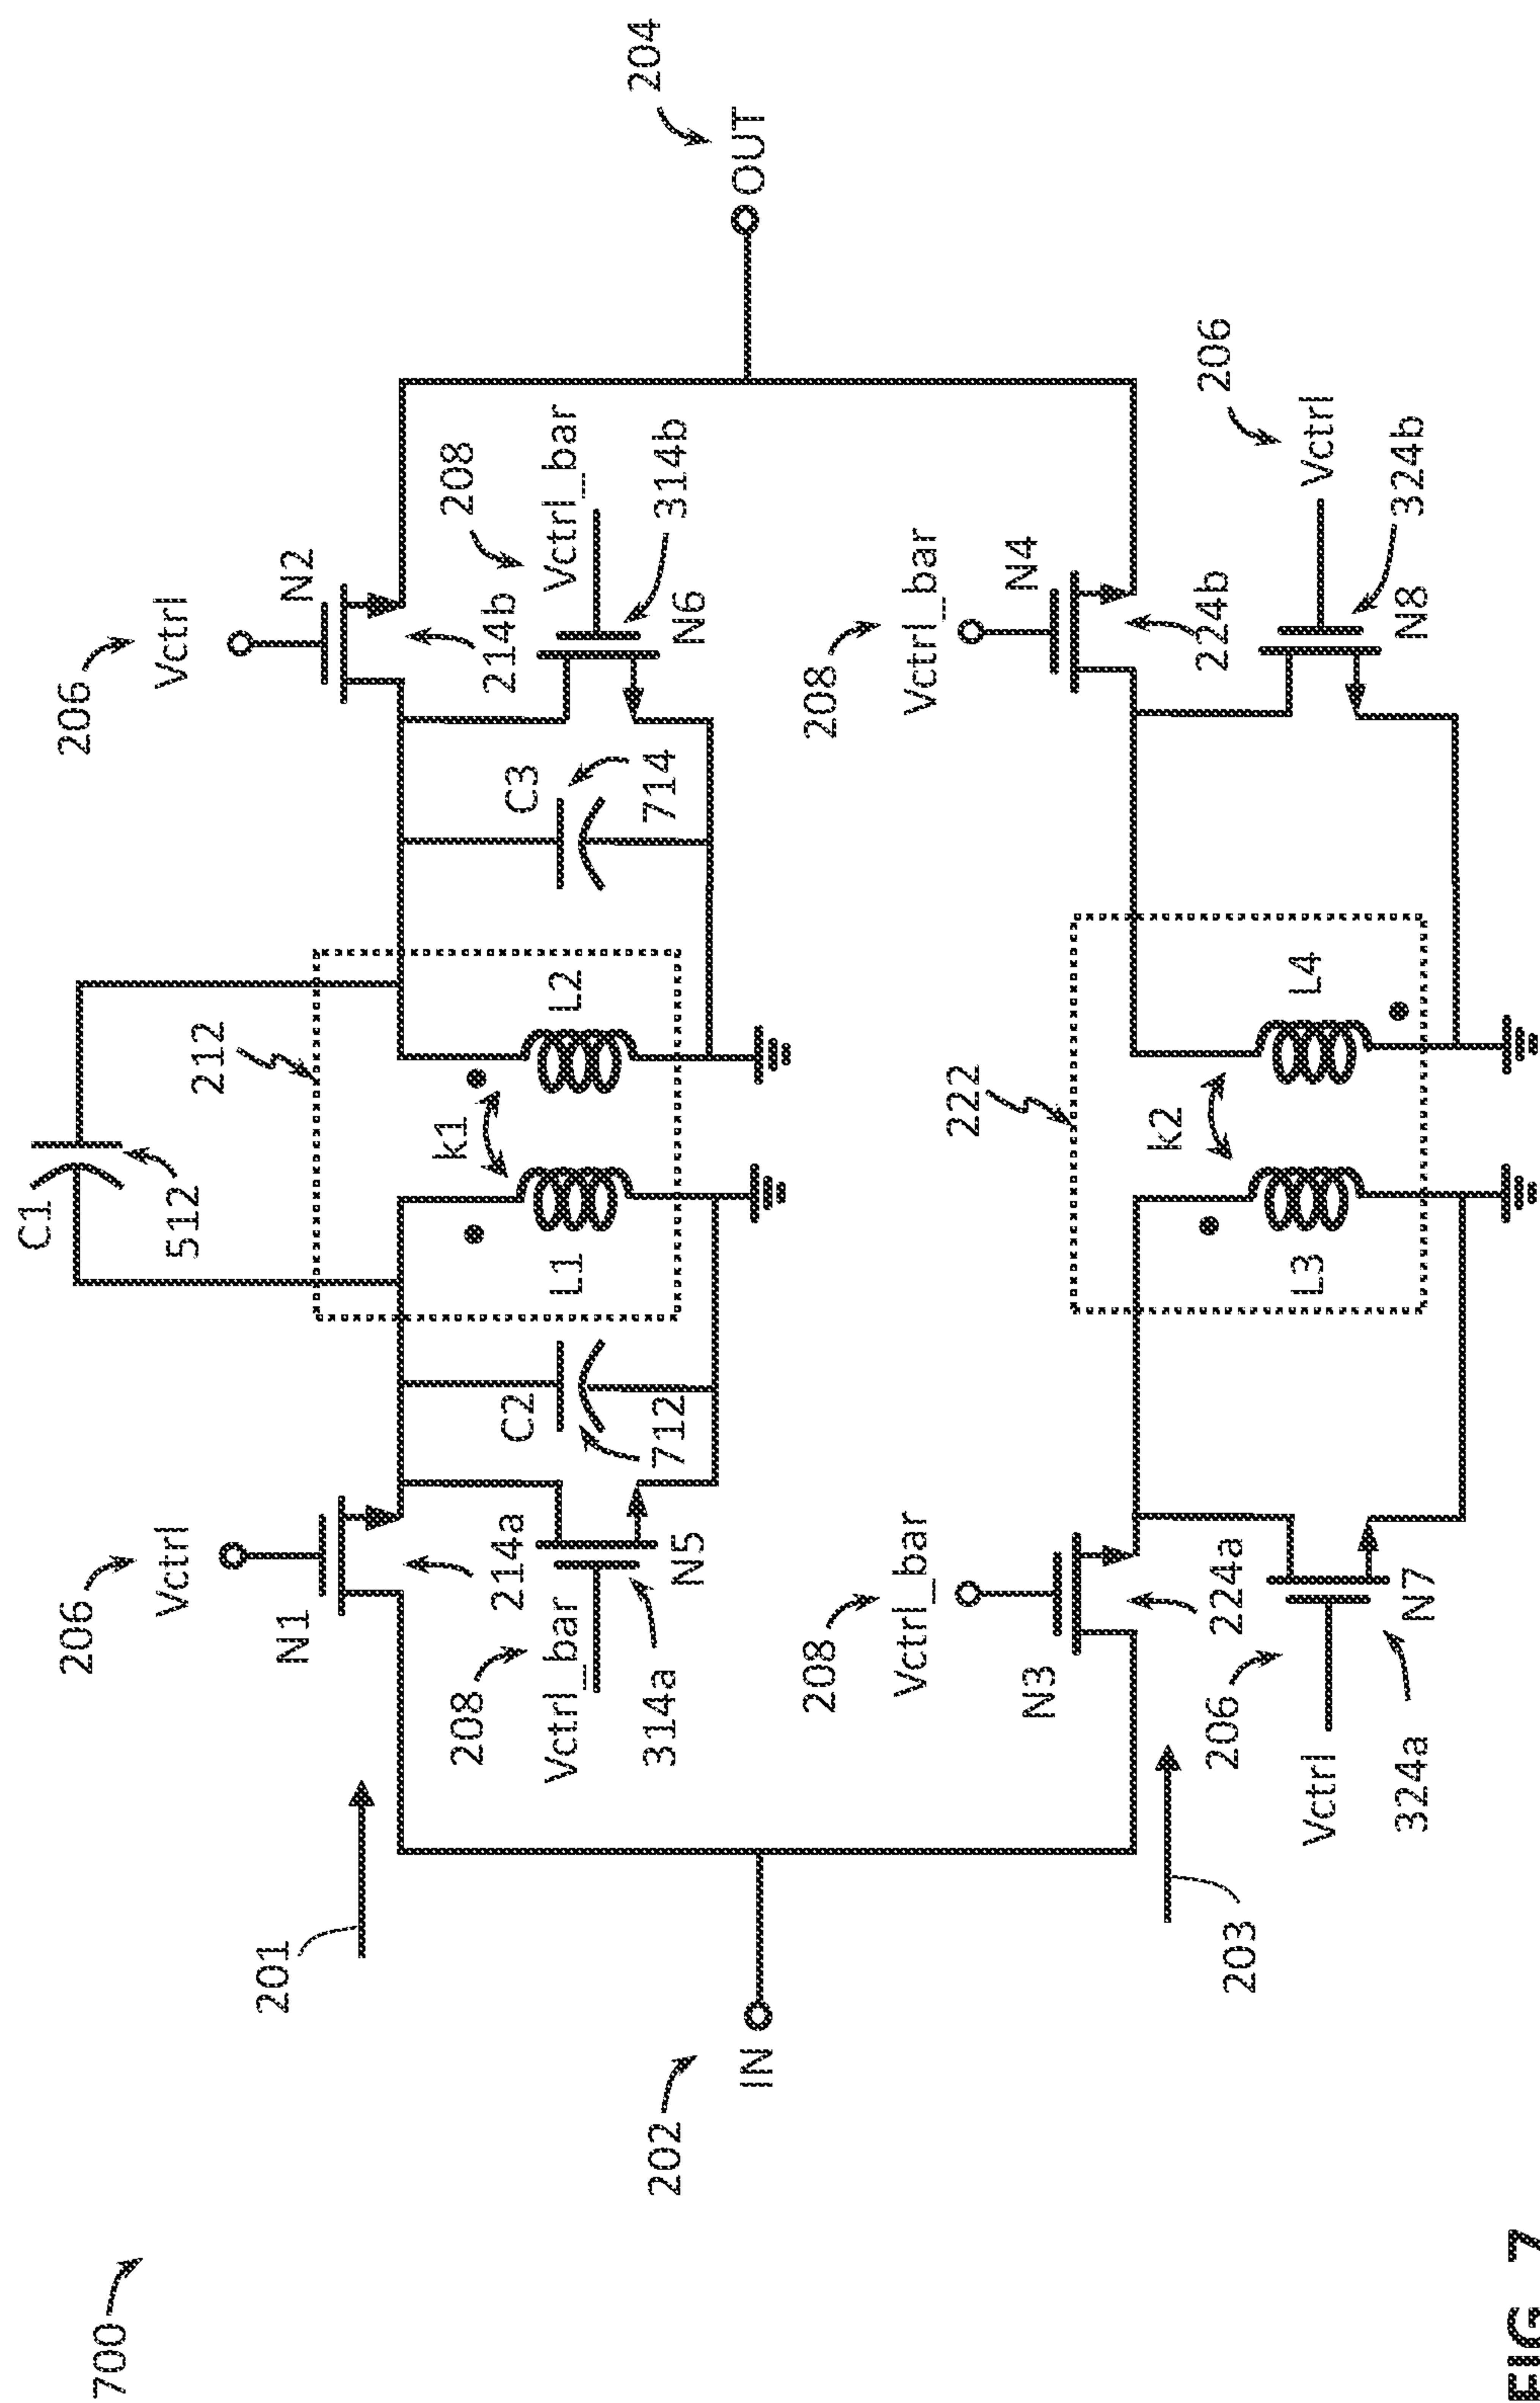 700
201
202
IN
203
206
Vctrl
N1
214a
208
Vctrl_bar
314a
N5
C2
712
C1
512
212
L1
k1
L2
C3
714
206
Vctrl
N2
214b
208
Vctrl_bar
314b
N6
OUT
204
208
Vctrl_bar
N3
224a
206
Vctrl
324a
N7
222
L3
k2
L4
208
Vctrl_bar
N4
224b
206
Vctrl
324b
N8
FIG. 7